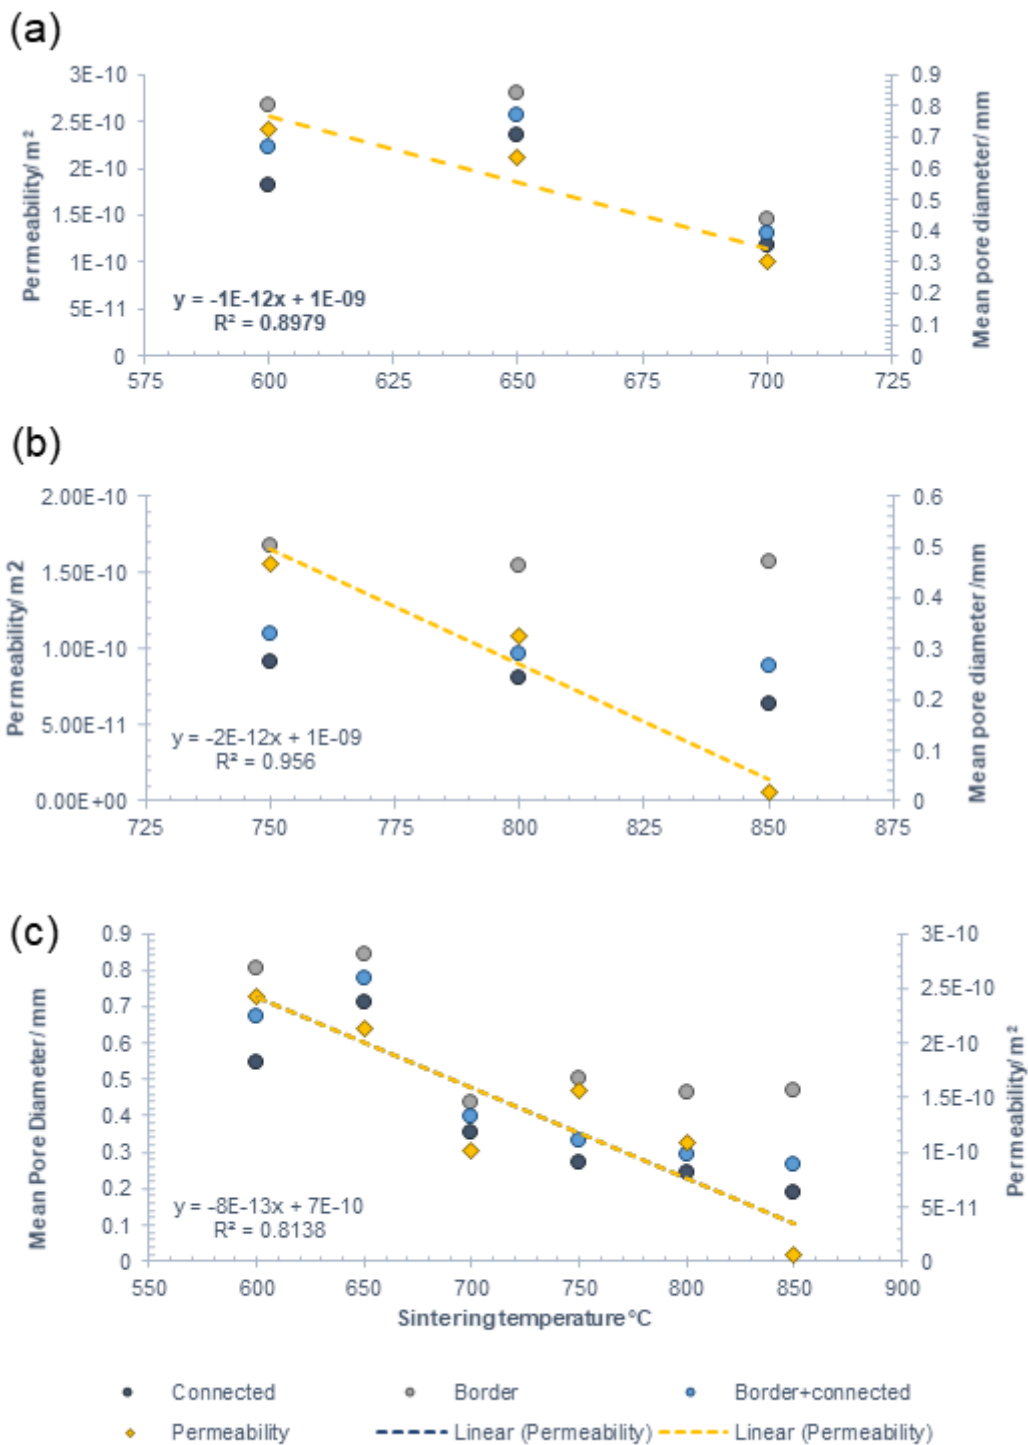 (a)
3E-10
2.5E-10
2E-10
1.5E-10
1E-10
5E-11
0
Permeability/ m²
0.9
0.8
0.7
0.6
0.5
0.4
0.3
0.2
0.1
0
Mean pore diameter/ mm
y = -1E-12x + 1E-09
R² = 0.8979
575 600 625 650 675 700 725
(b)
2.00E-10
1.50E-10
1.00E-10
5.00E-11
0.00E+00
Permeability/ m2
0.6
0.5
0.4
0.3
0.2
0.1
0
Mean pore diameter /mm
y = -2E-12x + 1E-09
R² = 0.956
725 750 775 800 825 850 875
(c)
0.9
0.8
0.7
0.6
0.5
0.4
0.3
0.2
0.1
0
Mean Pore Diameter/ mm
3E-10
2.5E-10
2E-10
1.5E-10
1E-10
5E-11
0
Permeability/ m²
y = -8E-13x + 7E-10
R² = 0.8138
550 600 650 700 750 800 850 900
Sintering temperature °C
Connected Border Border+connected
Permeability Linear (Permeability) Linear (Permeability)